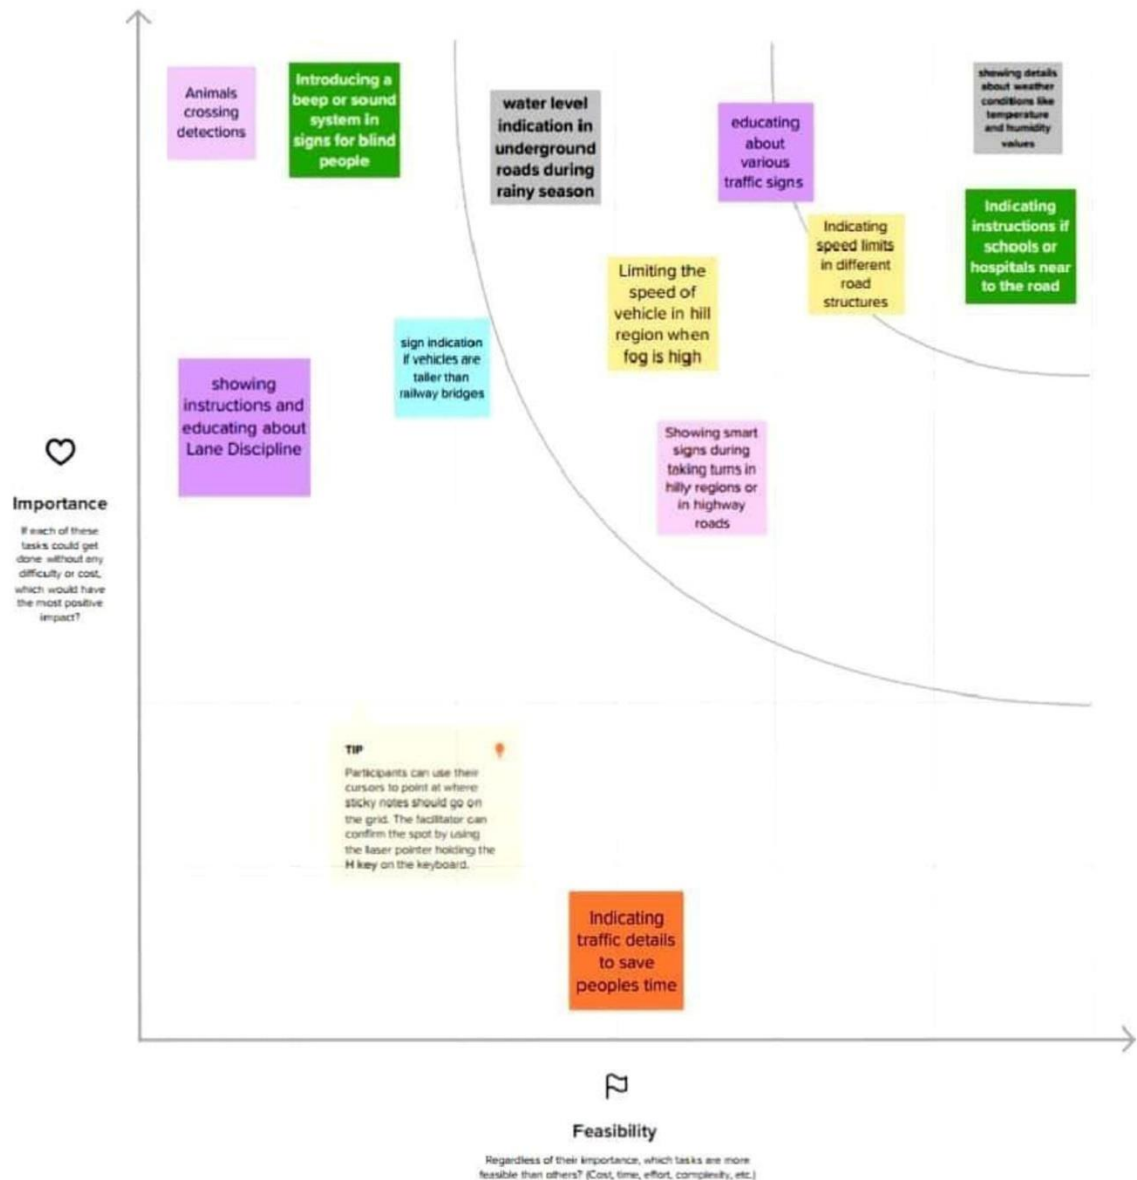 Animals
crossing
detections
Introducing a
beep or sound
system in
signs for blind
people
water level
indication in
underground
roads during
rainy season
educating
about
various
traffic signs
showing details
about weather
conditions like
temperature
and humidity
values
Indicating
speed limits
in different
road
structures
Indicating
instructions if
schools or
hospitals near
to the road
Limiting the
speed of
vehicle in hill
region when
fog is high
sign indication
if vehicles are
taller than
railway bridges
showing
instructions and
educating about
Lane Discipline
Showing smart
signs during
taking turns in
hilly regions or
in highway
roads
Importance
If each of these
tasks could get
done without any
difficulty or cost,
which would have
the most positive
impact?
TIP
Participants can use their
cursors to point at where
sticky notes should go on
the grid. The facilitator can
confirm the spot by using
the laser pointer holding the
H key on the keyboard.
Indicating
traffic details
to save
peoples time
Feasibility
Regardless of their importance, which tasks are more
feasible than others? (Cost, time, effort, complexity, etc.)